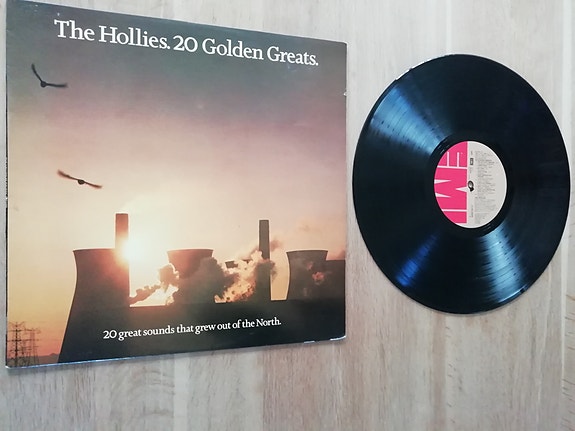 The Hollies. 20 Golden Greats.
20 great sounds that grew out of the North.
EMI